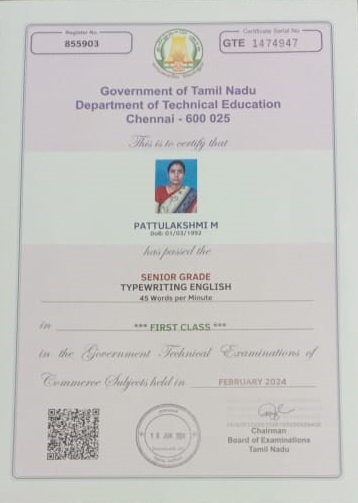 Register No.
855903
Certificate Serial No
GTE 1474947
Government of Tamil Nadu
Department of Technical Education
Chennai - 600 025
This is to certify that
PATTULAKSHMI M
DoB: 01/03/1992
has passed the
SENIOR GRADE
TYPEWRITING ENGLISH
45 Words per Minute
in *** FIRST CLASS ***
in the Government Technical Examinations of
Commerce Subjects held in FEBRUARY 2024
Chairman
Board of Examinations
Tamil Nadu